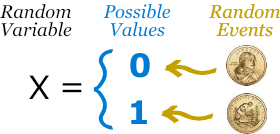 Random Variable
Possible Values
Random Events
X =
0
1